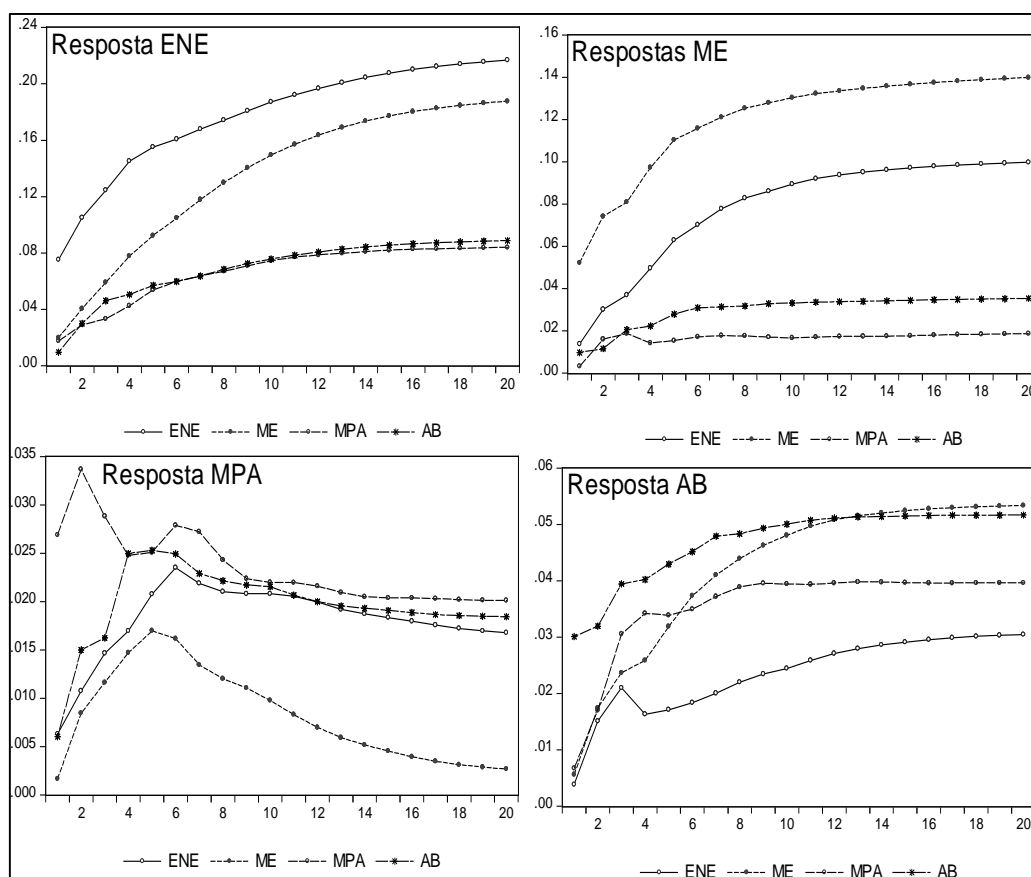 Resposta ENE
.24
.20
.16
.12
.08
.04
.00
2 4 6 8 10 12 14 16 18 20
ENE ME MPA AB
Respostas ME
.16
.14
.12
.10
.08
.06
.04
.02
.00
2 4 6 8 10 12 14 16 18 20
ENE ME MPA AB
Resposta MPA
.035
.030
.025
.020
.015
.010
.005
.000
2 4 6 8 10 12 14 16 18 20
ENE ME MPA AB
Resposta AB
.06
.05
.04
.03
.02
.01
.00
2 4 6 8 10 12 14 16 18 20
ENE ME MPA AB